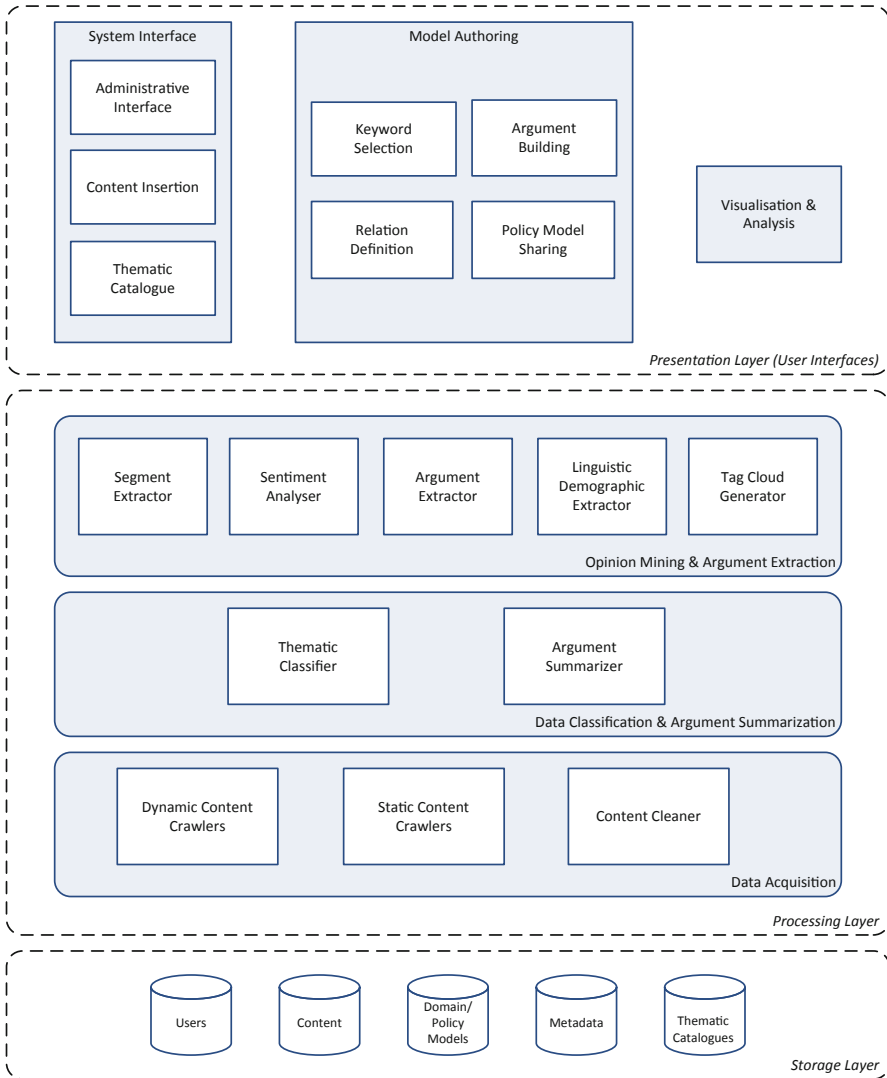 System Interface
Administrative
Interface
Content Insertion
Thematic
Catalogue
Model Authoring
Keyword
Selection
Argument
Building
Relation
Definition
Policy Model
Sharing
Visualisation &
Analysis
Presentation Layer (User Interfaces)
Segment
Extractor
Sentiment
Analyser
Argument
Extractor
Linguistic
Demographic
Extractor
Tag Cloud
Generator
Opinion Mining & Argument Extraction
Thematic
Classifier
Argument
Summarizer
Data Classification & Argument Summarization
Dynamic Content
Crawlers
Static Content
Crawlers
Content Cleaner
Data Acquisition
Processing Layer
Users
Content
Domain/
Policy
Models
Metadata
Thematic
Catalogues
Storage Layer